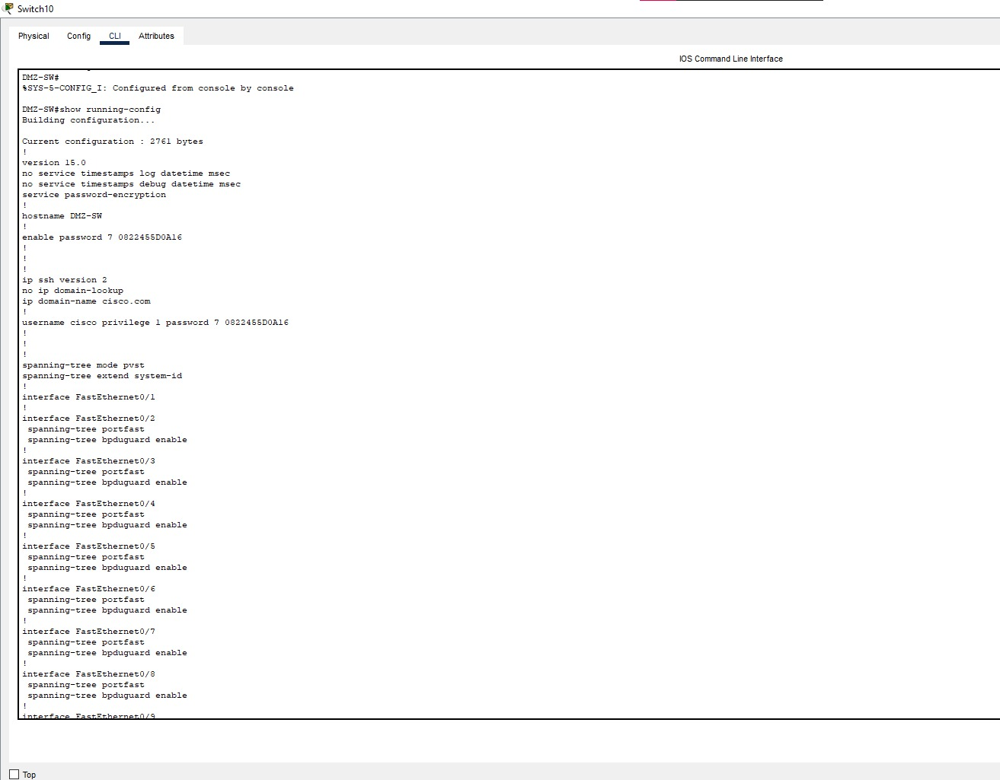 Switch10
Physical Config CLI Attributes
IOS Command Line Interface
DMZ-SW#
%SYS-5-CONFIG_I: Configured from console by console
DMZ-SW#show running-config
Building configuration...
Current configuration : 2761 bytes
!
version 15.0
no service timestamps log datetime msec
no service timestamps debug datetime msec
service password-encryption
!
hostname DMZ-SW
!
enable password 7 0822455D0A16
!
!
!
ip ssh version 2
no ip domain-lookup
ip domain-name cisco.com
!
username cisco privilege 1 password 7 0822455D0A16
!
!
!
spanning-tree mode pvst
spanning-tree extend system-id
!
interface FastEthernet0/1
!
interface FastEthernet0/2
 spanning-tree portfast
 spanning-tree bpduguard enable
!
interface FastEthernet0/3
 spanning-tree portfast
 spanning-tree bpduguard enable
!
interface FastEthernet0/4
 spanning-tree portfast
 spanning-tree bpduguard enable
!
interface FastEthernet0/5
 spanning-tree portfast
 spanning-tree bpduguard enable
!
interface FastEthernet0/6
 spanning-tree portfast
 spanning-tree bpduguard enable
!
interface FastEthernet0/7
 spanning-tree portfast
 spanning-tree bpduguard enable
!
interface FastEthernet0/8
 spanning-tree portfast
 spanning-tree bpduguard enable
!
interface FastEthernet0/9
Top